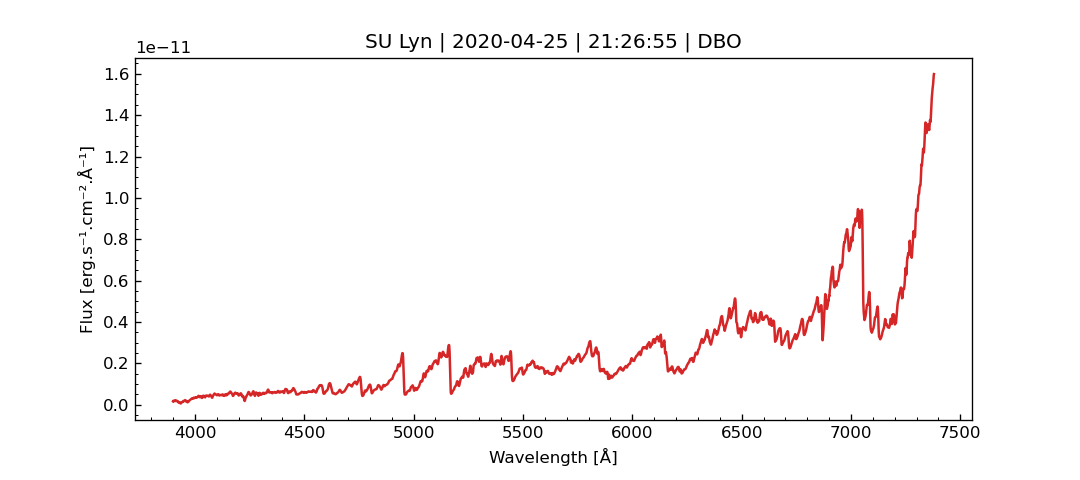 SU Lyn | 2020-04-25 | 21:26:55 | DBO
1e−11
1.6
1.4
1.2
1.0
0.8
0.6
0.4
0.2
0.0
Flux [erg.s⁻¹.cm⁻².Å⁻¹]
4000 4500 5000 5500 6000 6500 7000 7500
Wavelength [Å]